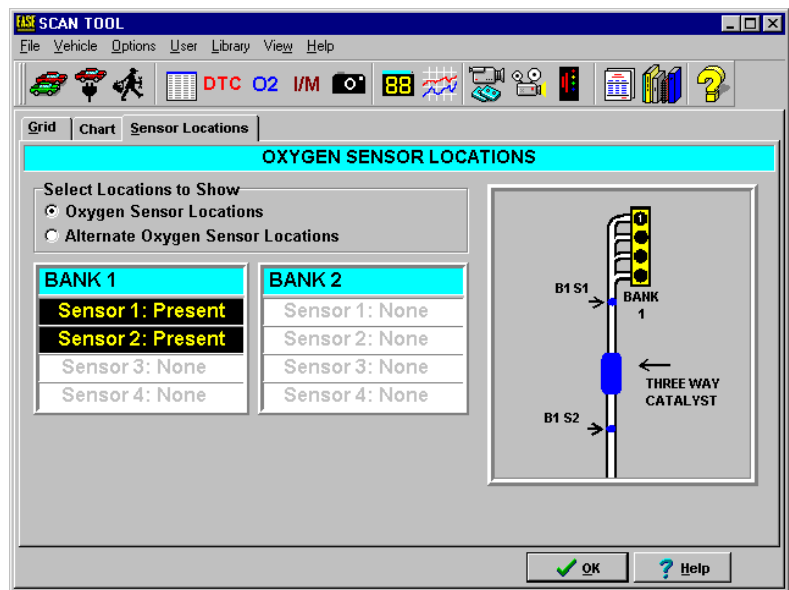 EASE SCAN TOOL
File Vehicle Options User Library View Help
DTC O2 I/M 88
Grid Chart Sensor Locations
OXYGEN SENSOR LOCATIONS
Select Locations to Show
Oxygen Sensor Locations
Alternate Oxygen Sensor Locations
BANK 1
Sensor 1: Present
Sensor 2: Present
Sensor 3: None
Sensor 4: None
BANK 2
Sensor 1: None
Sensor 2: None
Sensor 3: None
Sensor 4: None
1
B1 S1
BANK
1
THREE WAY
CATALYST
B1 S2
OK
Help